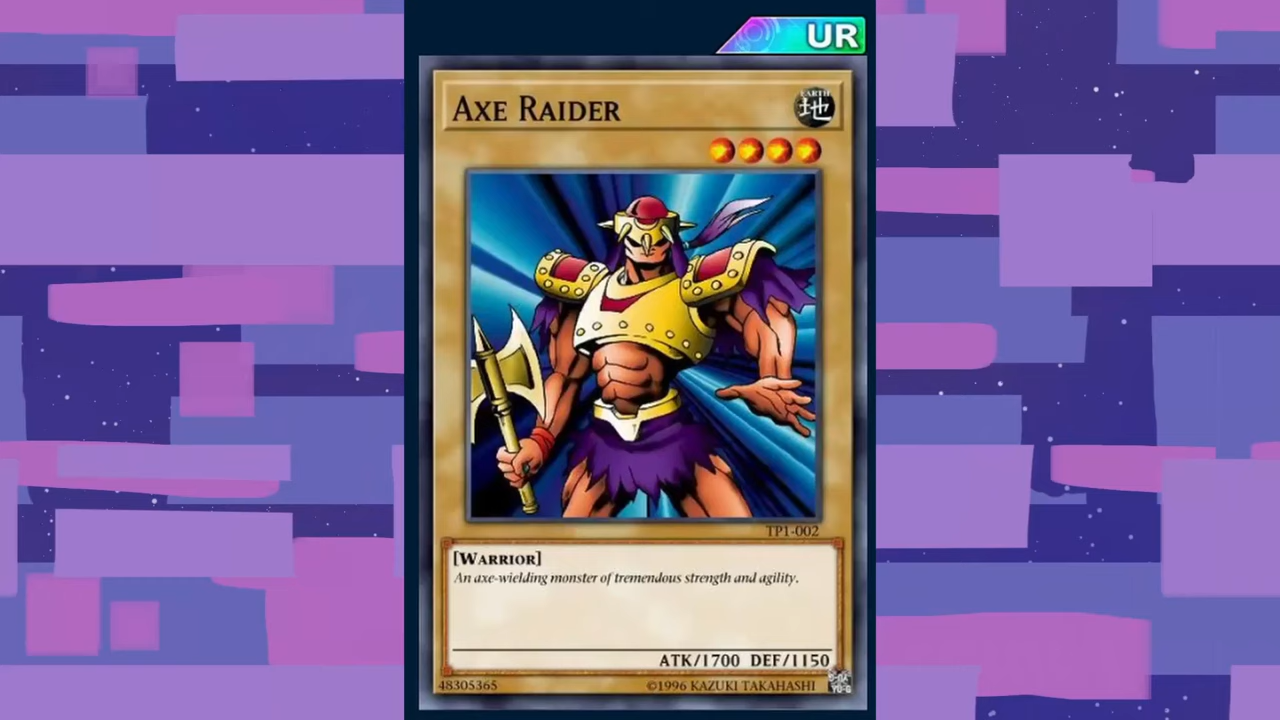 UR
AXE RAIDER
EARTH
地
TP1-002
[WARRIOR]
An axe-wielding monster of tremendous strength and agility.
ATK/1700 DEF/1150
48305365
©1996 KAZUKI TAKAHASHI